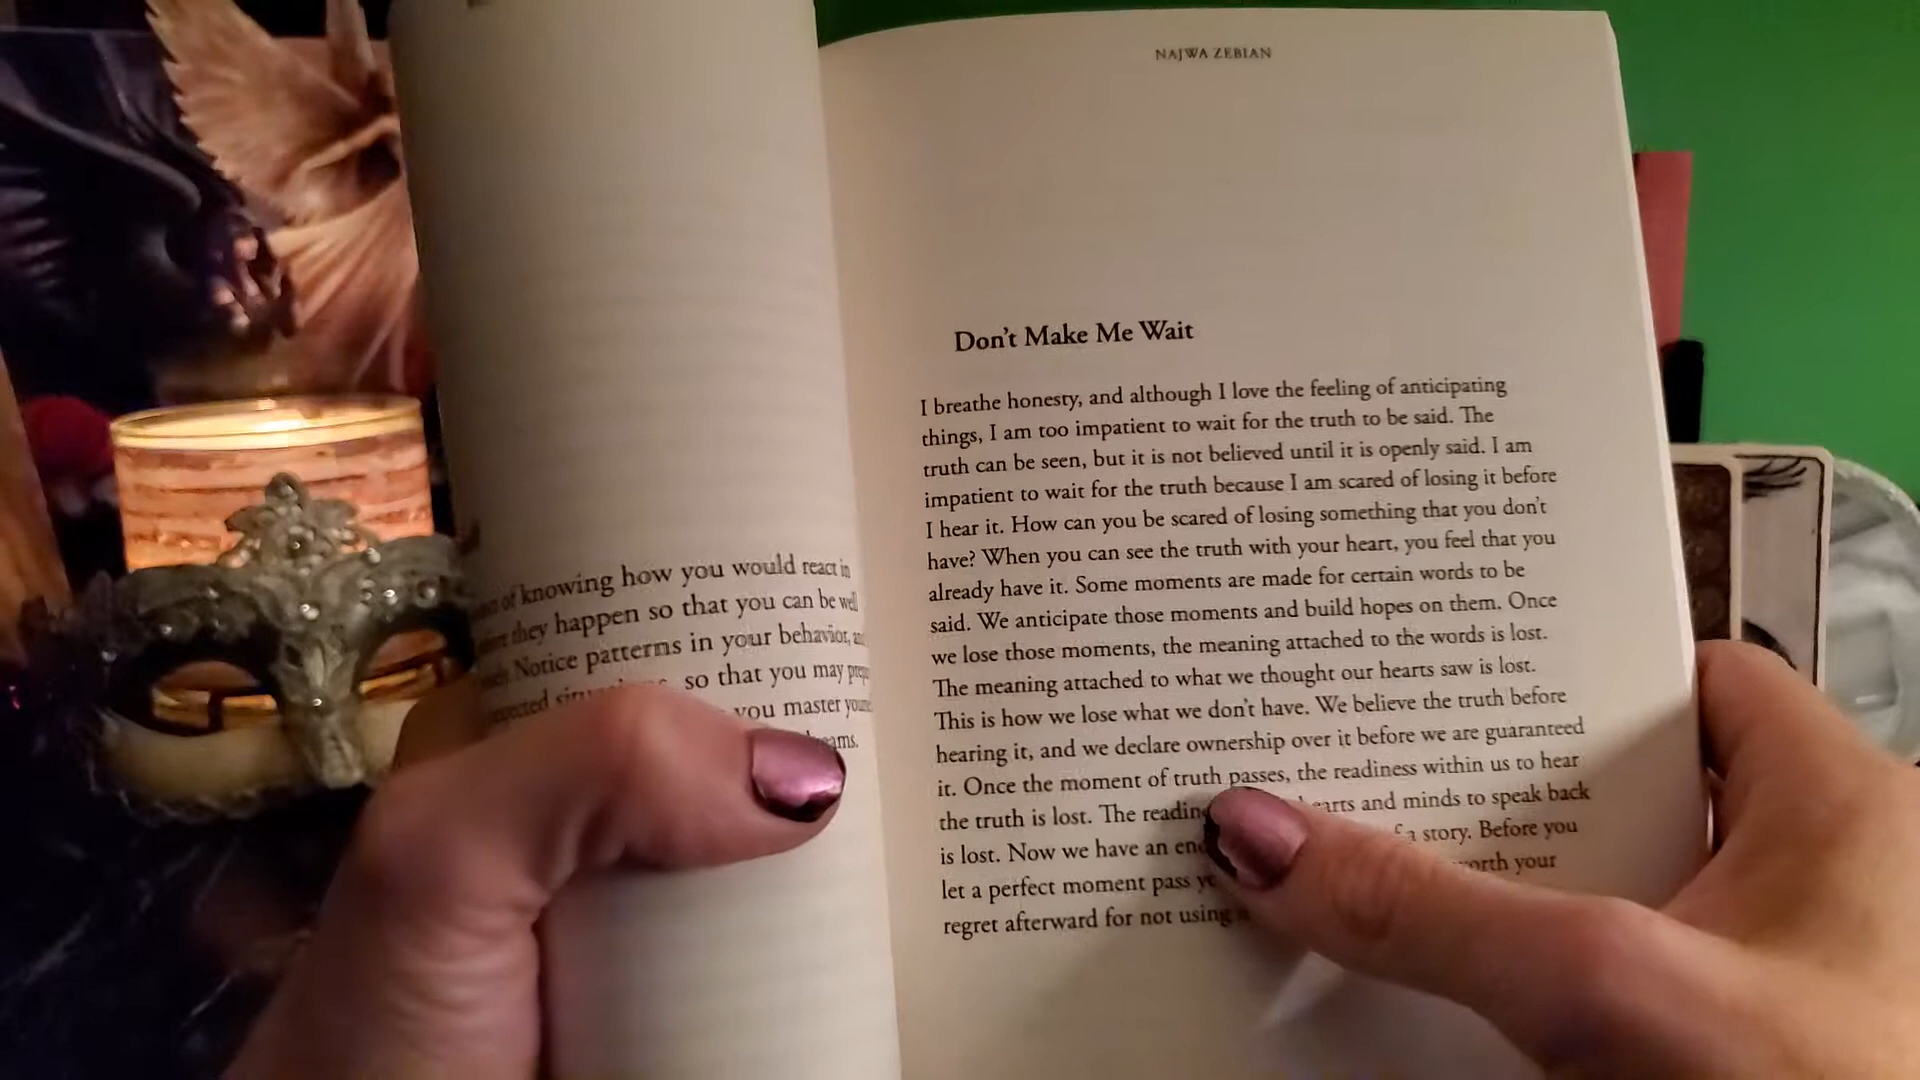 of knowing how you would react in
they happen so that you can be well
Notice patterns in your behavior,
so that you may
you master
NAJWA ZEBIAN
Don't Make Me Wait
I breathe honesty, and although I love the feeling of anticipating
things, I am too impatient to wait for the truth to be said. The
truth can be seen, but it is not believed until it is openly said. I am
impatient to wait for the truth because I am scared of losing it before
I hear it. How can you be scared of losing something that you don't
have? When you can see the truth with your heart, you feel that you
already have it. Some moments are made for certain words to be
said. We anticipate those moments and build hopes on them. Once
we lose those moments, the meaning attached to the words is lost.
The meaning attached to what we thought our hearts saw is lost.
This is how we lose what we don't have. We believe the truth before
hearing it, and we declare ownership over it before we are guaranteed
it. Once the moment of truth passes, the readiness within us to hear
the truth is lost. The and minds to speak back
is lost. Now we have an a story. Before you
let a perfect moment pass your
regret afterward for not using